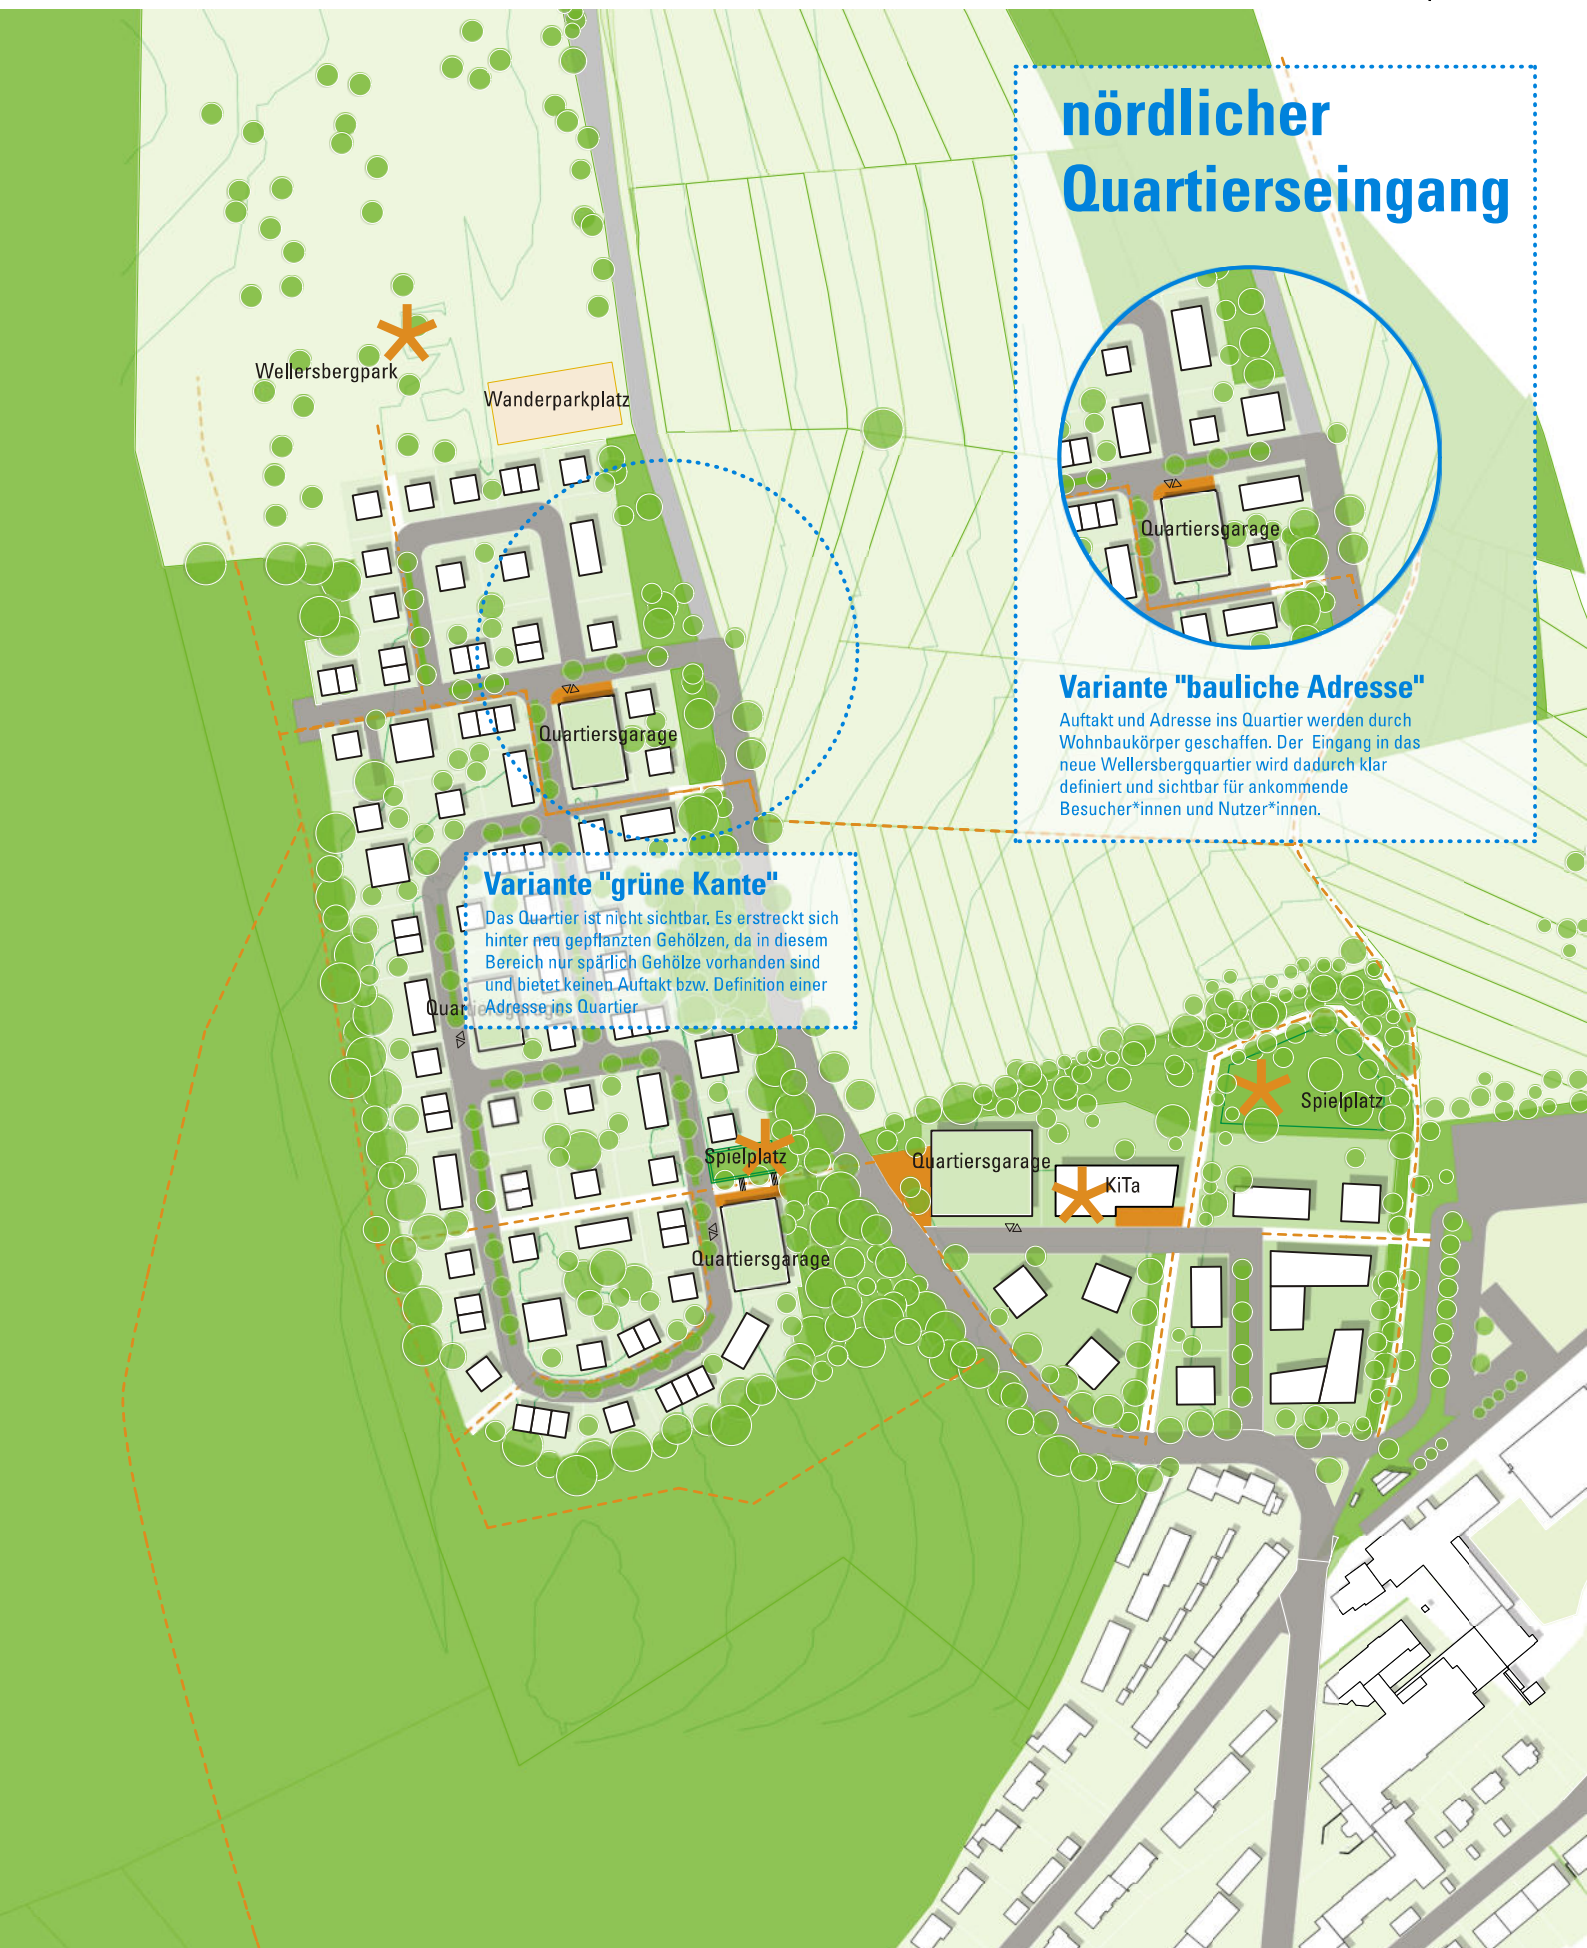 nördlicher
Quartierseingang
Wellersbergpark
Wanderparkplatz
Quartiersgarage
Quartiersgarage
Variante "bauliche Adresse"
Auftakt und Adresse ins Quartier werden durch
Wohnbaukörper geschaffen. Der Eingang in das
neue Wellersbergquartier wird dadurch klar
definiert und sichtbar für ankommende
Besucher*innen und Nutzer*innen.
Variante "grüne Kante"
Das Quartier ist nicht sichtbar. Es erstreckt sich
hinter neu gepflanzten Gehölzen, da in diesem
Bereich nur spärlich Gehölze vorhanden sind
und bietet keinen Auftakt bzw. Definition einer
Adresse ins Quartier
Quartiersgarage
Spielplatz
Spielplatz
Quartiersgarage
KiTa
Quartiersgarage